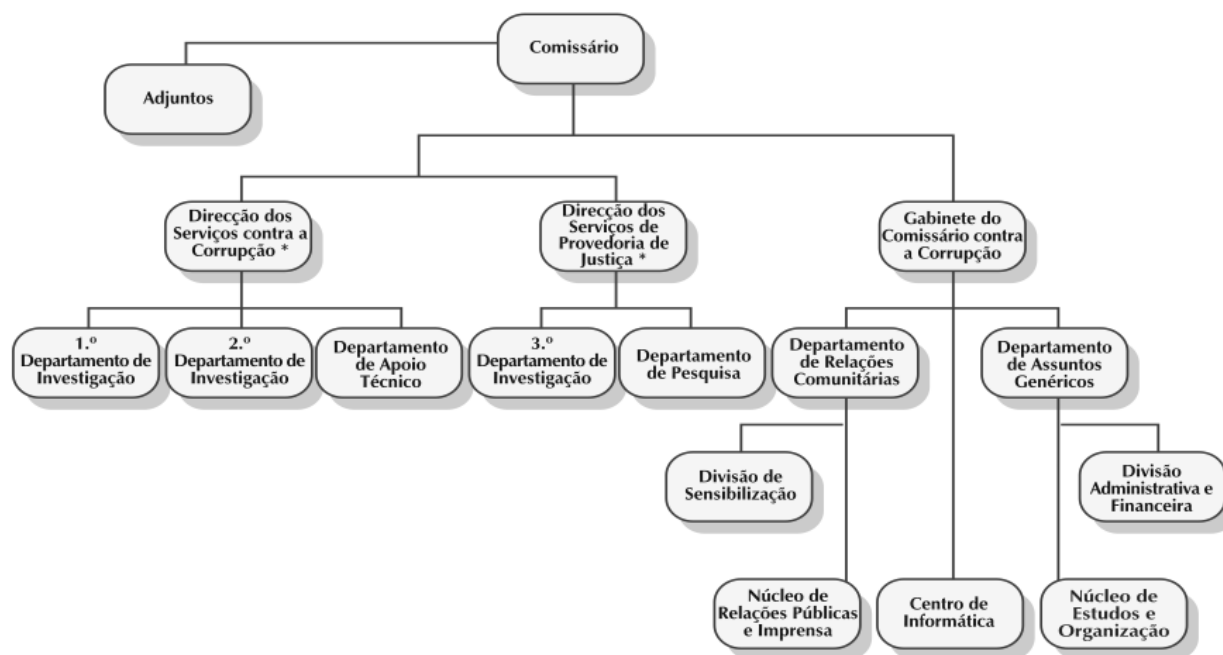 Comissário
Adjuntos
Direcção dos
Serviços contra a
Corrupção *
Direcção dos
Serviços de
Provedoria de
Justiça *
Gabinete do
Comissário contra
a Corrupção
1.º
Departamento de
Investigação
2.º
Departamento de
Investigação
Departamento
de Apoio
Técnico
3.º
Departamento de
Investigação
Departamento
de Pesquisa
Departamento
de Relações
Comunitárias
Departamento
de Assuntos
Genéricos
Divisão de
Sensibilização
Divisão
Administrativa e
Financeira
Núcleo de
Relações Públicas
e Imprensa
Centro de
Informática
Núcleo de
Estudos e
Organização